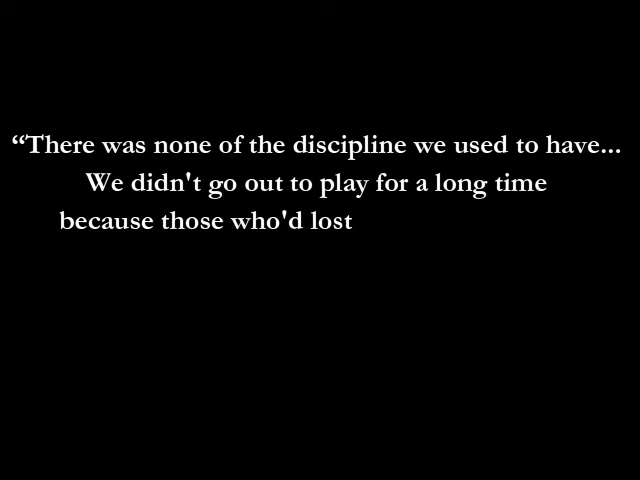 “There was none of the discipline we used to have...
We didn't go out to play for a long time
because those who'd lost